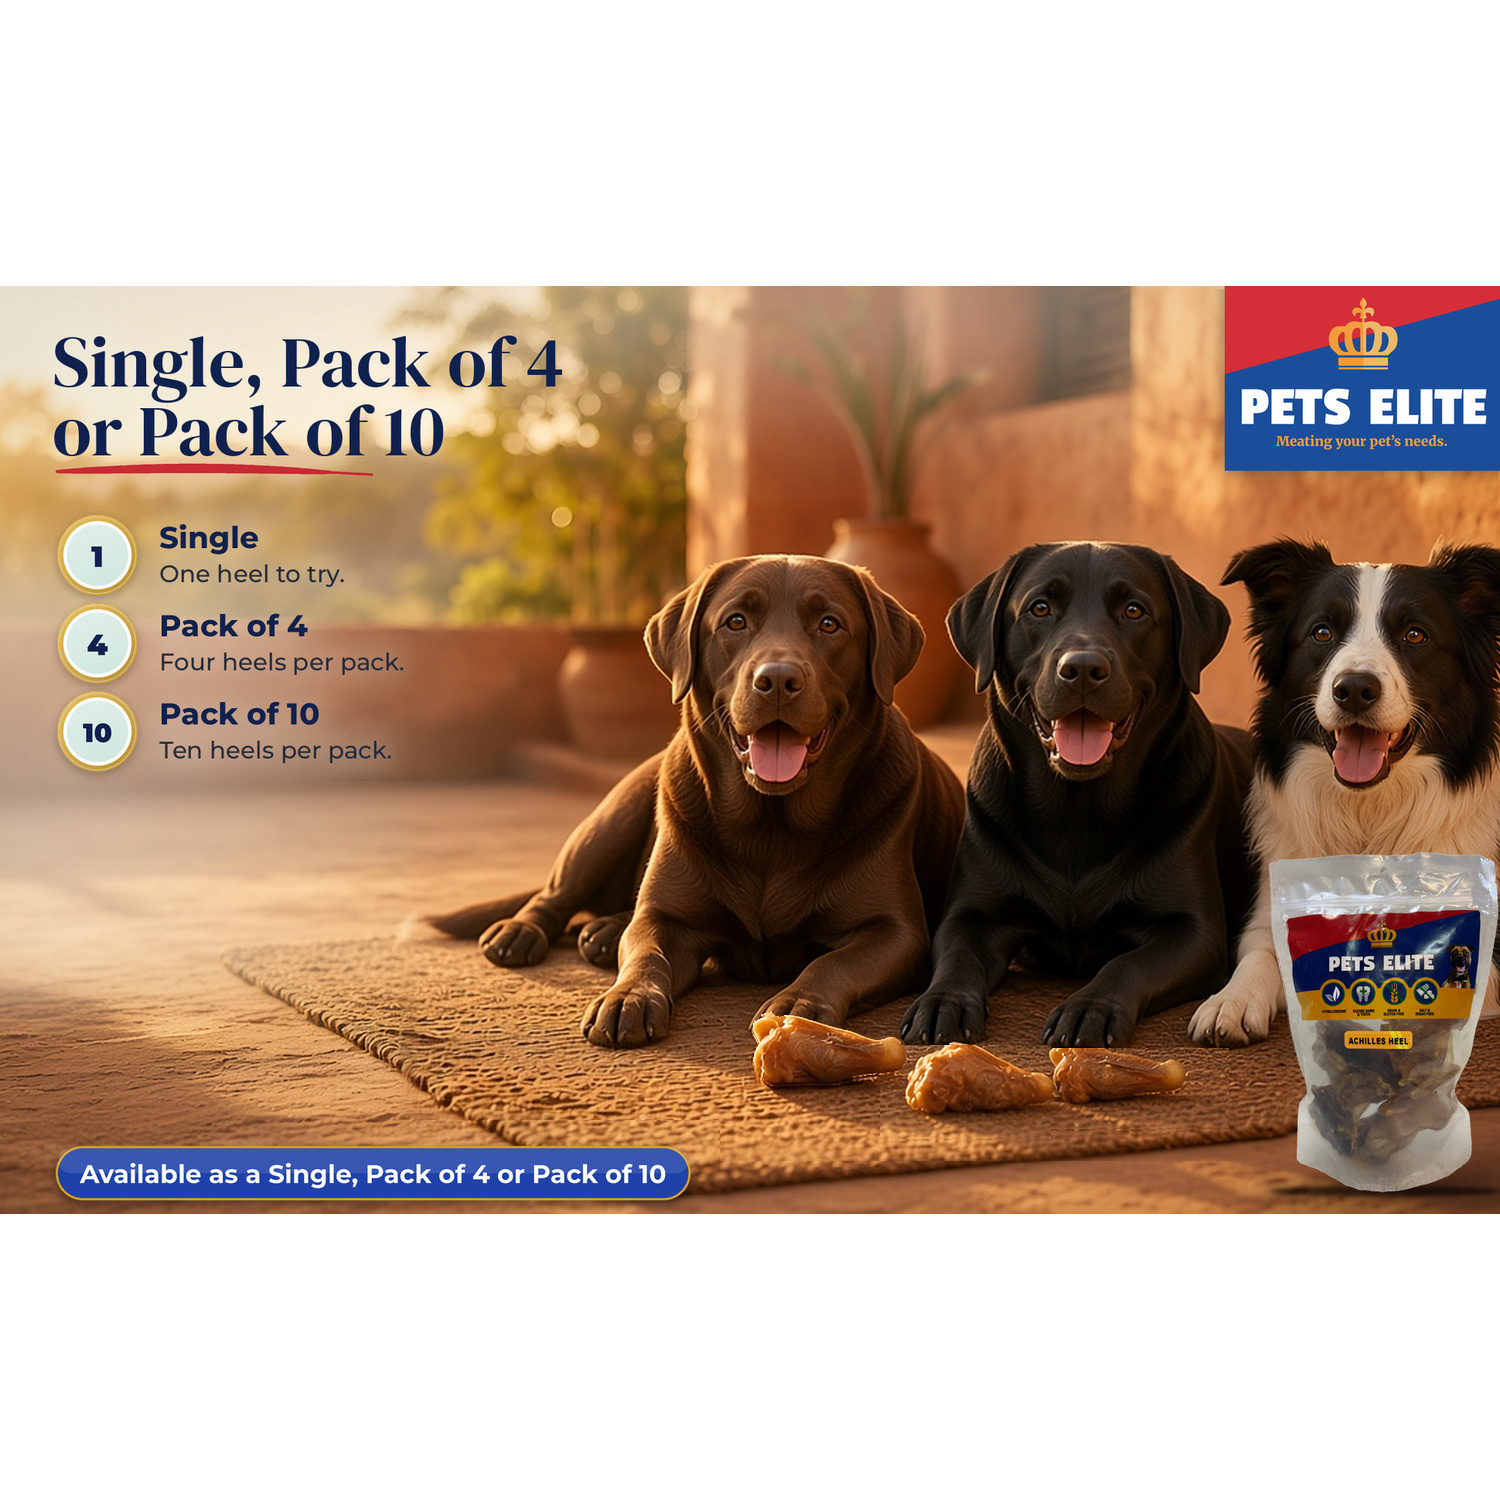 Single, Pack of 4
or Pack of 10
1
Single
One heel to try.
4
Pack of 4
Four heels per pack.
10
Pack of 10
Ten heels per pack.
Available as a Single, Pack of 4 or Pack of 10
PETS ELITE
Meating your pet's needs.
PETS ELITE
ACHILLES HEEL